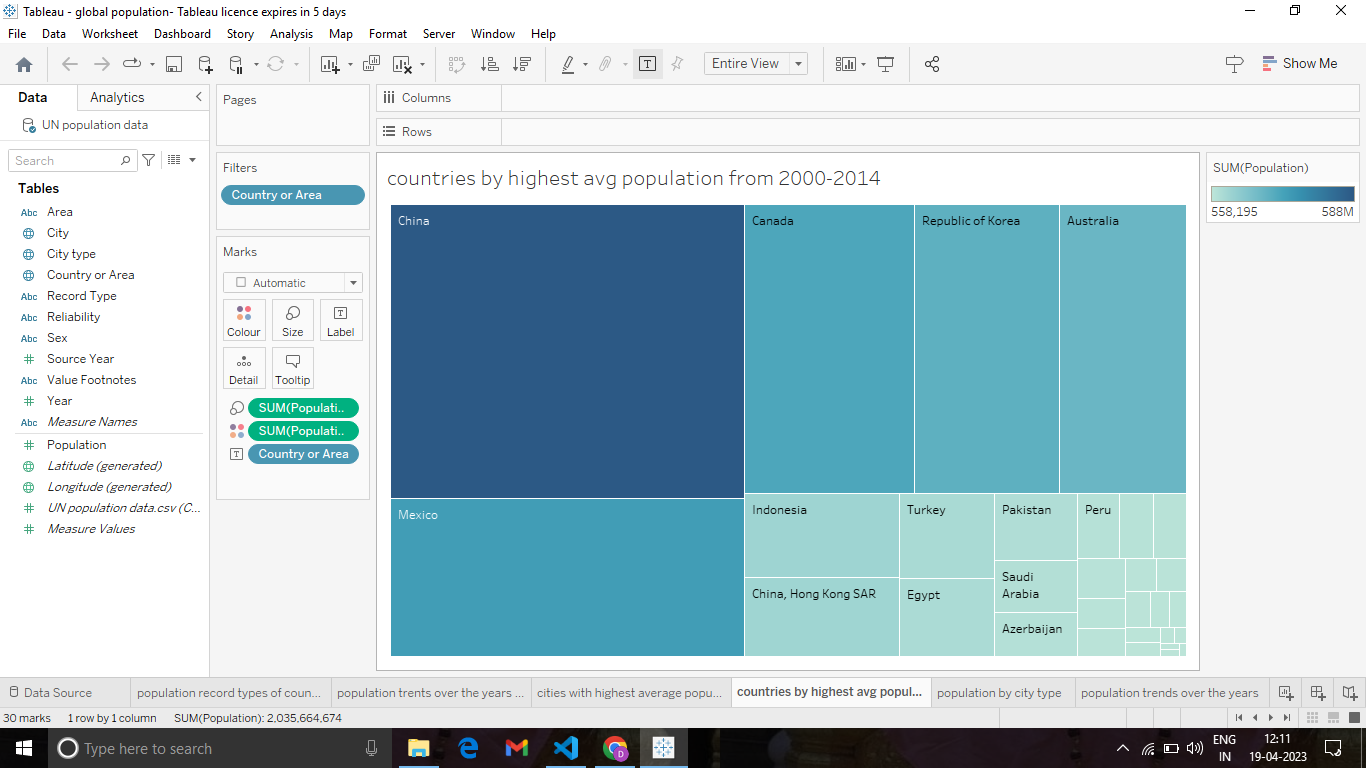 Tableau - global population- Tableau licence expires in 5 days
File Data Worksheet Dashboard Story Analysis Map Format Server Window Help
Entire View
Show Me
Data Analytics
UN population data
Search
Tables
Abc Area
City
City type
Country or Area
Abc Record Type
Abc Reliability
Abc Sex
Source Year
Abc Value Footnotes
Year
Abc Measure Names
Population
Latitude (generated)
Longitude (generated)
UN population data.csv (C...
Measure Values
Pages
Filters
Country or Area
Marks
Automatic
Colour Size Label
Detail Tooltip
SUM(Populati..
SUM(Populati..
Country or Area
Columns
Rows
countries by highest avg population from 2000-2014
China
Canada
Republic of Korea
Australia
Mexico
Indonesia
Turkey
Pakistan
Peru
China, Hong Kong SAR
Egypt
Saudi
Arabia
Azerbaijan
SUM(Population)
558,195 588M
Data Source
population record types of coun...
population trents over the years ...
cities with highest average popu...
countries by highest avg popul...
population by city type
population trends over the years
30 marks 1 row by 1 column SUM(Population): 2,035,664,674
Type here to search
D
ENG
IN
12:11
19-04-2023